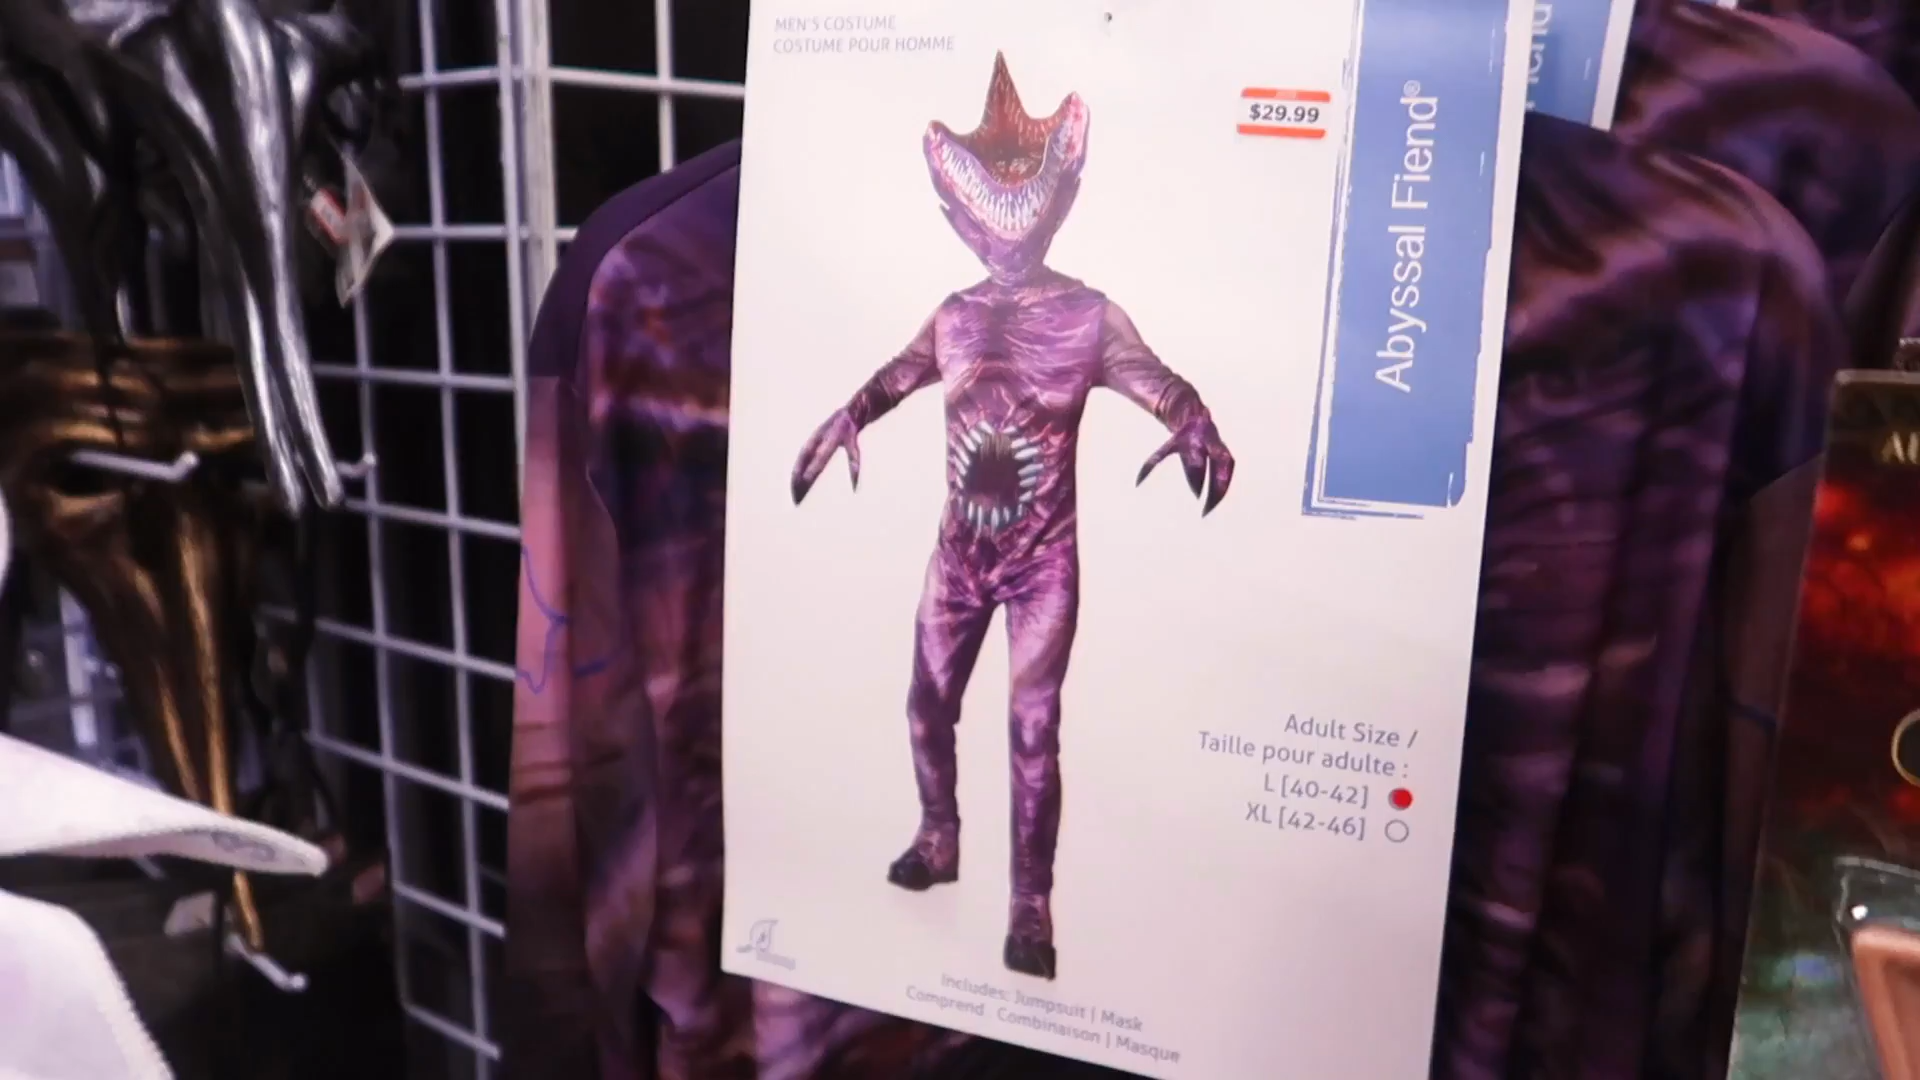 MEN'S COSTUME
COSTUME POUR HOMME
$29.99
Abyssal Fiend®
Adult Size /
Taille pour adulte :
L [40-42]
XL [42-46]
Includes: Jumpsuit | Mask
Comprend Combinaison | Masque